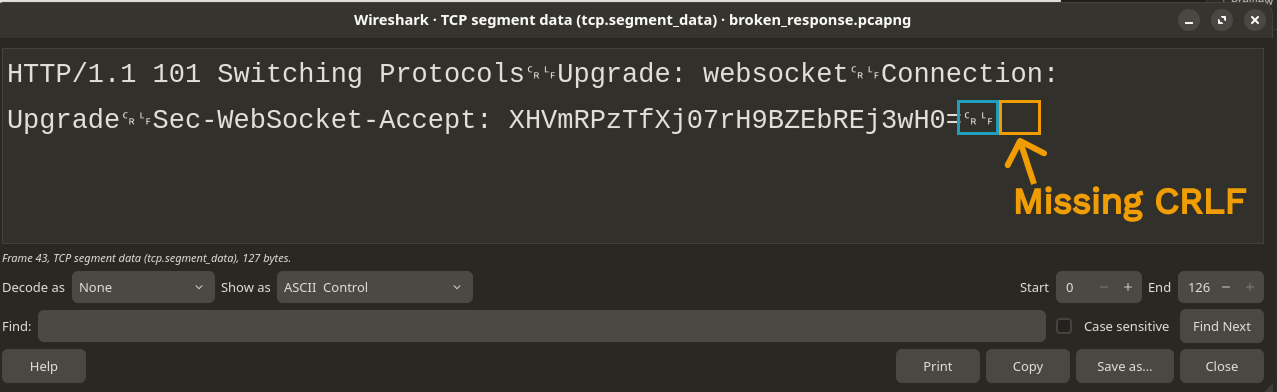 Wireshark · TCP segment data (tcp.segment_data) · broken_response.pcapng
HTTP/1.1 101 Switching Protocols␍␊Upgrade: websocket␍␊Connection:
Upgrade␍␊Sec-WebSocket-Accept: XHVmRPzTfXj07rH9BZEbREj3wH0=␍␊
Missing CRLF
Frame 43, TCP segment data (tcp.segment_data), 127 bytes.
Decode as None Show as ASCII Control Start 0 − + End 126 − +
Find: Case sensitive Find Next
Help Print Copy Save as… Close